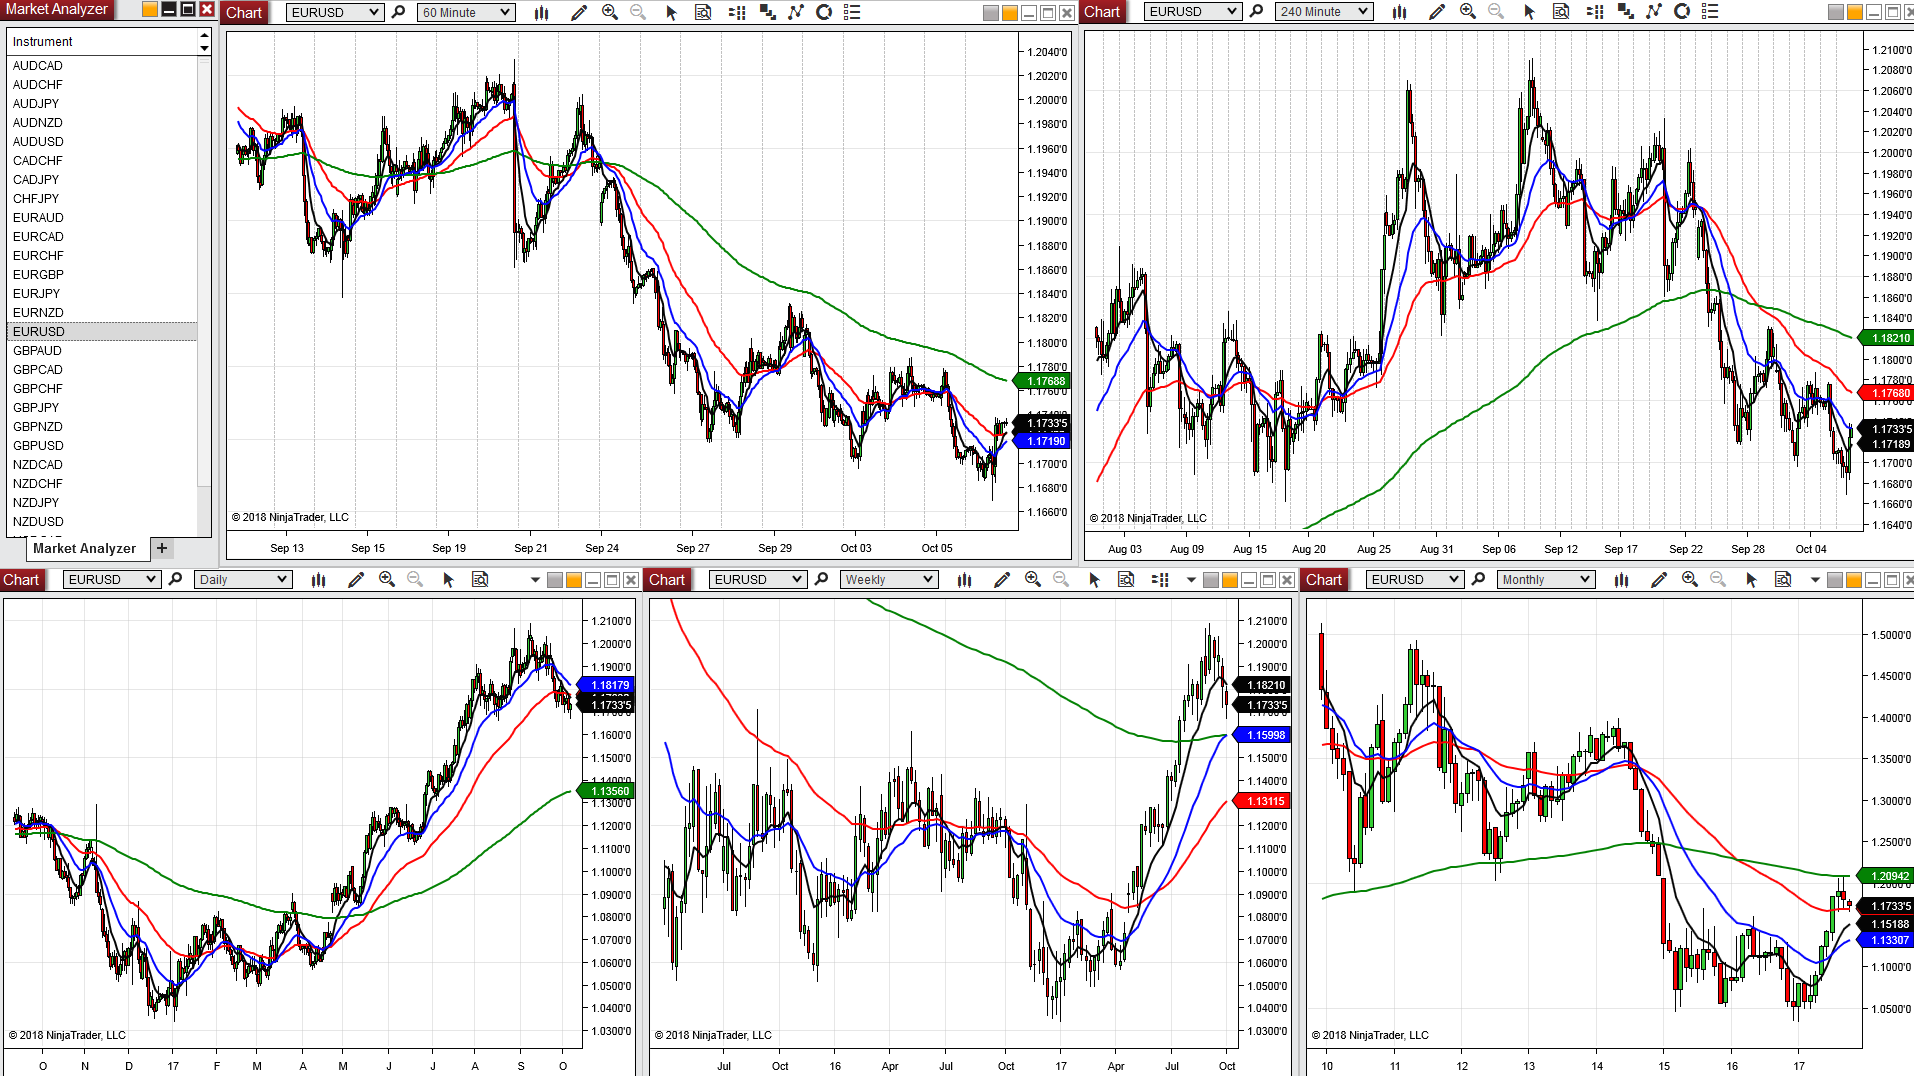 Market Analyzer
Instrument
AUDCAD
AUDCHF
AUDJPY
AUDNZD
AUDUSD
CADCHF
CADJPY
CHFJPY
EURAUD
EURCAD
EURCHF
EURGBP
EURJPY
EURNZD
EURUSD
GBPAUD
GBPCAD
GBPCHF
GBPJPY
GBPNZD
GBPUSD
NZDCAD
NZDCHF
NZDJPY
NZDUSD
Market Analyzer +
Chart EURUSD 60 Minute
1.2040'0
1.2020'0
1.2000'0
1.1980'0
1.1960'0
1.1940'0
1.1920'0
1.1900'0
1.1880'0
1.1860'0
1.1840'0
1.1820'0
1.1800'0
1.1780'0
1.17688
1.1760'0
1.1733'5
1.17190
1.1700'0
1.1680'0
1.1660'0
© 2018 NinjaTrader, LLC
Sep 13 Sep 15 Sep 19 Sep 21 Sep 24 Sep 27 Sep 29 Oct 03 Oct 05
Chart EURUSD 240 Minute
1.2100'0
1.2080'0
1.2060'0
1.2040'0
1.2020'0
1.2000'0
1.1980'0
1.1960'0
1.1940'0
1.1920'0
1.1900'0
1.1880'0
1.1860'0
1.1840'0
1.18210
1.1800'0
1.1780'0
1.17680
1.1733'5
1.17189
1.1700'0
1.1680'0
1.1660'0
1.1640'0
© 2018 NinjaTrader, LLC
Aug 03 Aug 09 Aug 15 Aug 20 Aug 25 Aug 31 Sep 06 Sep 12 Sep 17 Sep 22 Sep 28 Oct 04
Chart EURUSD Daily
1.2100'0
1.2000'0
1.1900'0
1.18179
1.1733'5
1.1600'0
1.1500'0
1.1400'0
1.13560
1.1300'0
1.1200'0
1.1100'0
1.1000'0
1.0900'0
1.0800'0
1.0700'0
1.0600'0
1.0500'0
1.0400'0
1.0300'0
© 2018 NinjaTrader, LLC
O N D 17 F M A M J J A S O
Chart EURUSD Weekly
1.2100'0
1.2000'0
1.1900'0
1.18210
1.1733'5
1.15998
1.1500'0
1.1400'0
1.13115
1.1200'0
1.1100'0
1.1000'0
1.0900'0
1.0800'0
1.0700'0
1.0600'0
1.0500'0
1.0400'0
1.0300'0
© 2018 NinjaTrader, LLC
Jul Oct 16 Apr Jul Oct 17 Apr Jul Oct
Chart EURUSD Monthly
1.5000'0
1.4500'0
1.4000'0
1.3500'0
1.3000'0
1.2500'0
1.20942
1.1733'5
1.15188
1.13307
1.1000'0
1.0500'0
© 2018 NinjaTrader, LLC
10 11 12 13 14 15 16 17